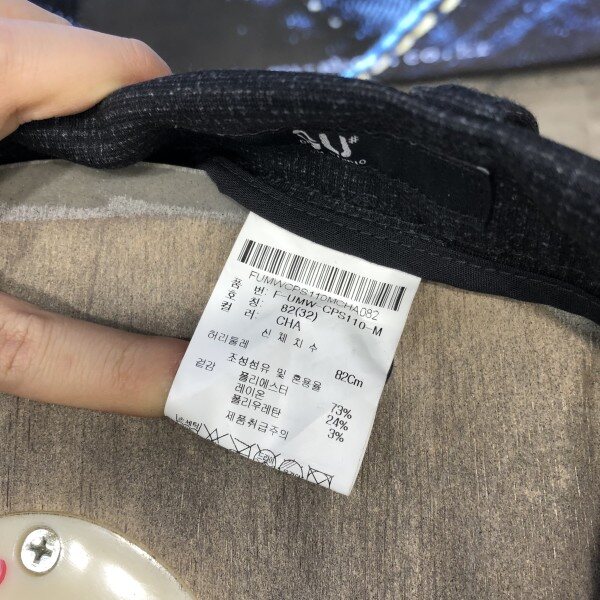 FUMWCPS110MCHA082
품 번: F-UMW-CPS110-M
호 칭: 82(32)
컬 러: CHA
신 체 치 수
허리둘레 82Cm
조성섬유 및 혼용율
겉감 폴리에스터 73%
레이온 24%
폴리우레탄 3%
제품취급주의